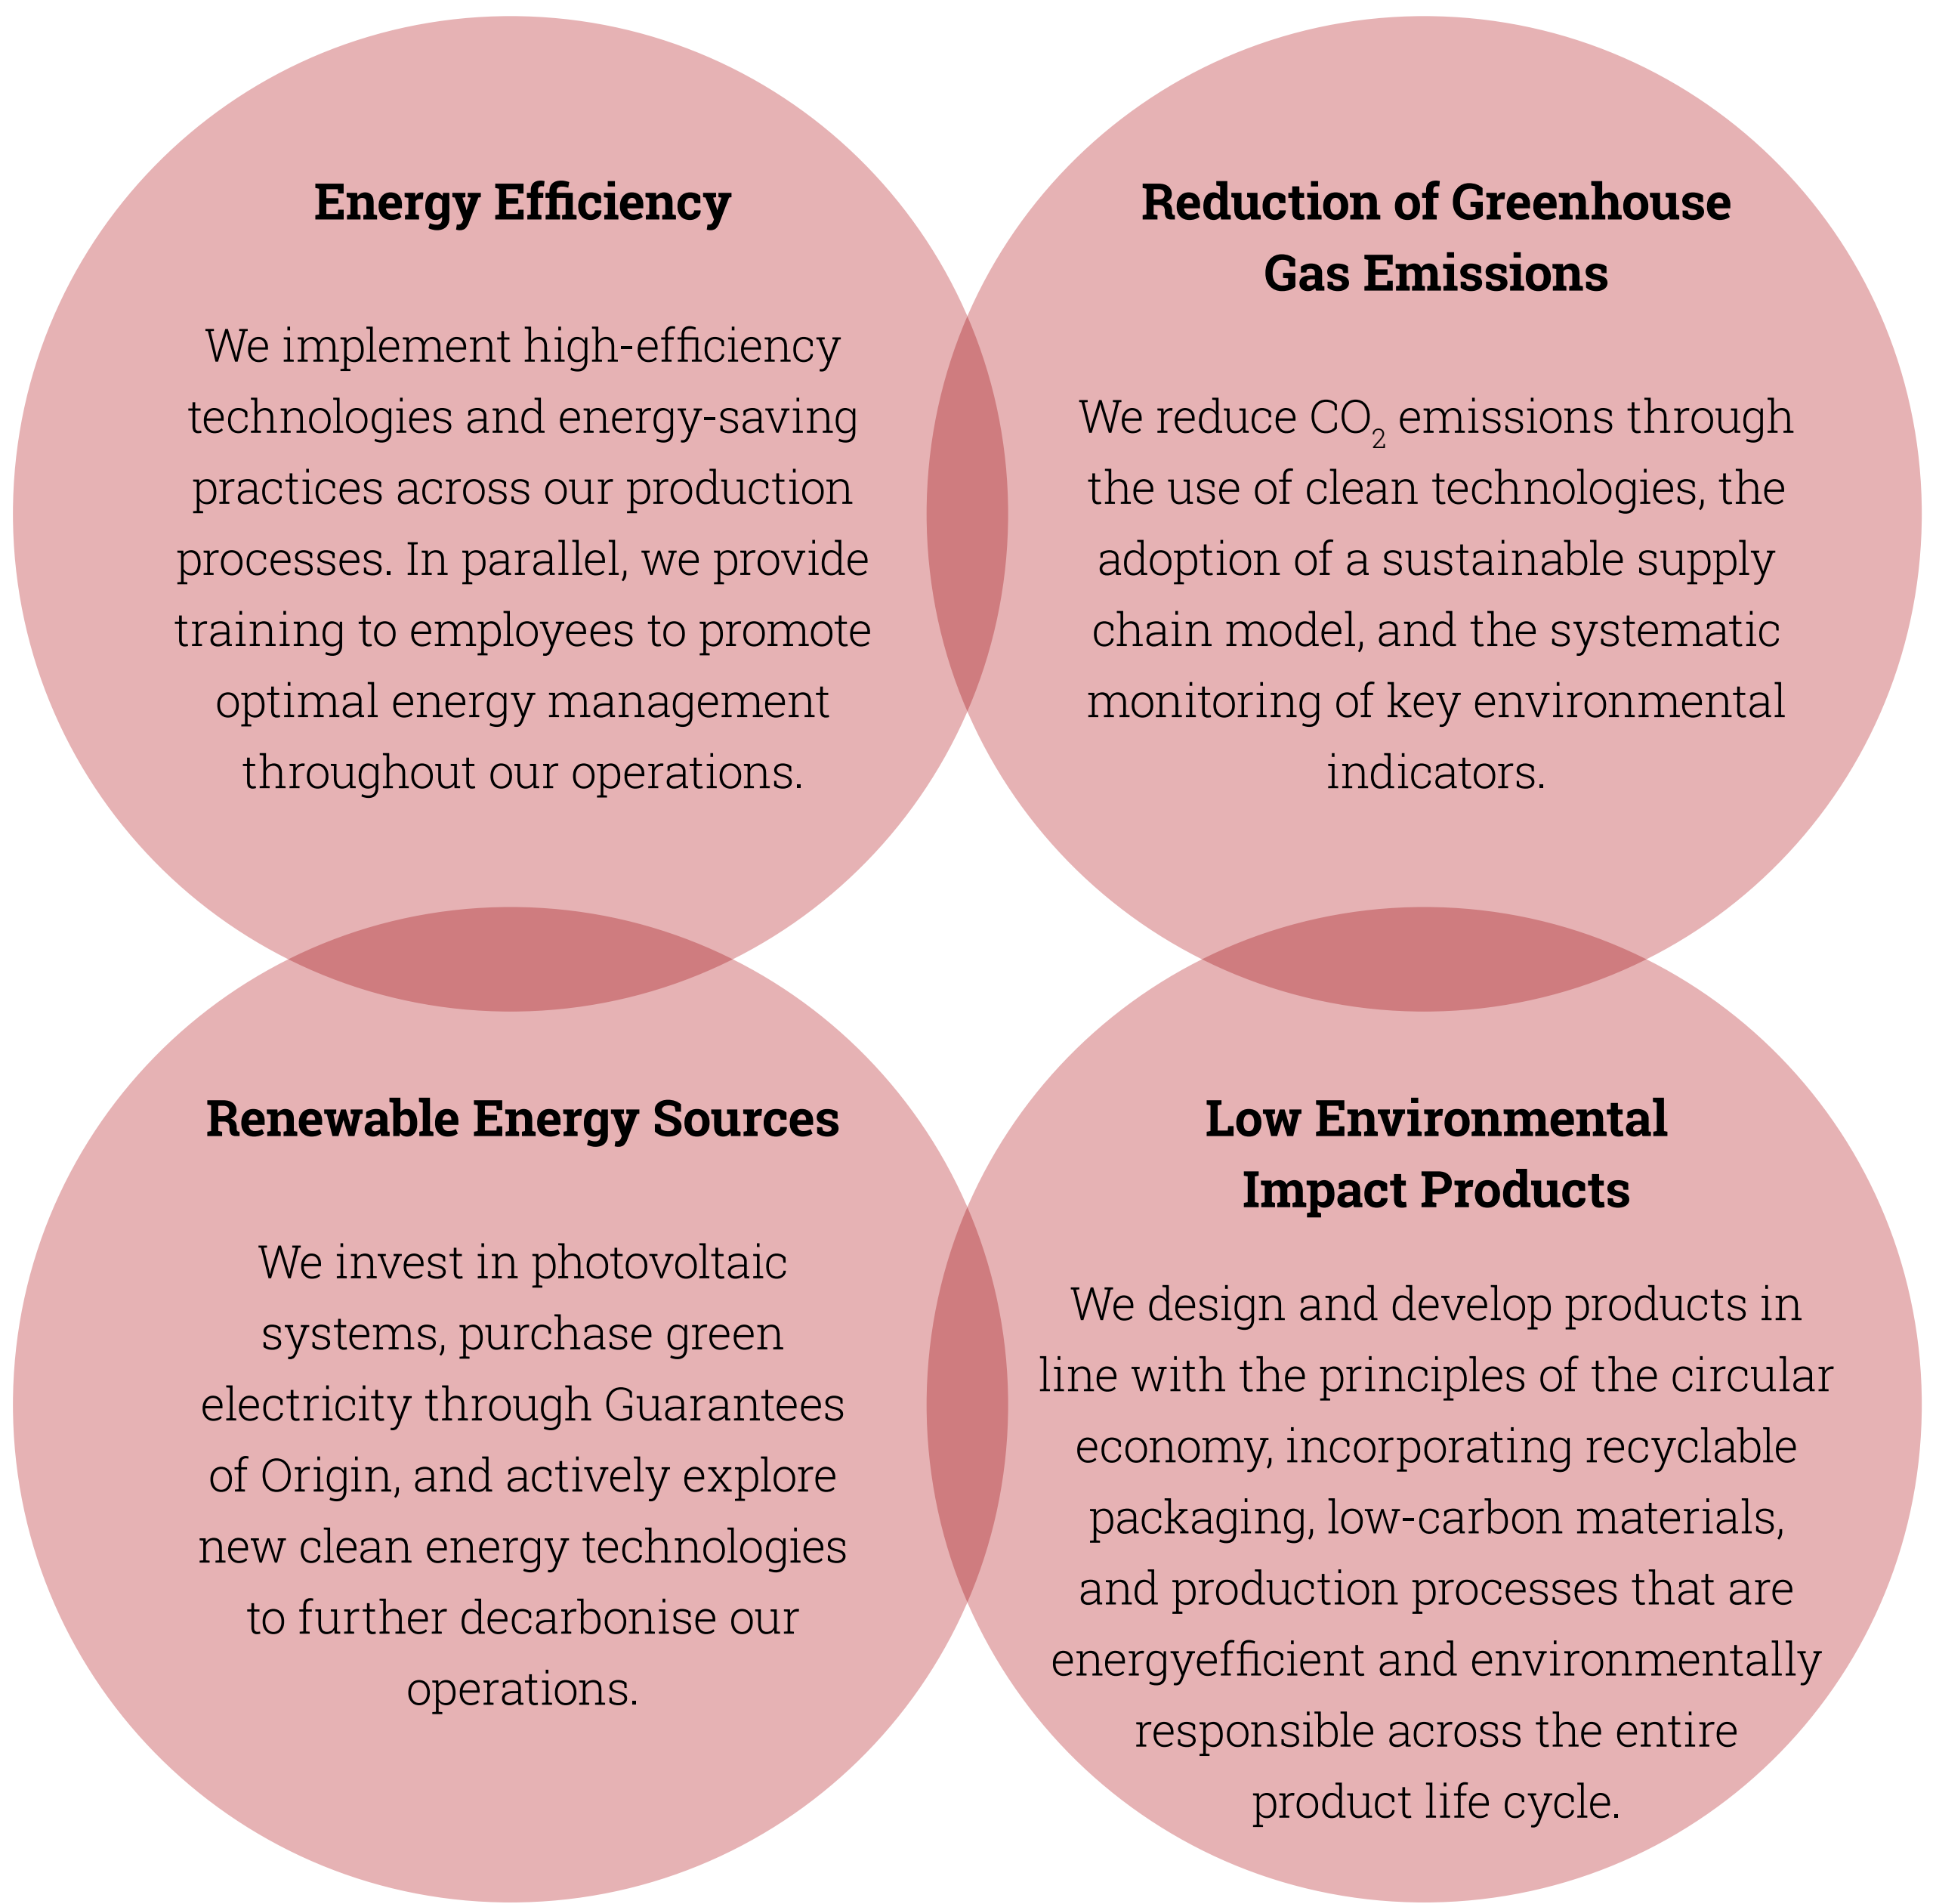 Energy Efficiency
We implement high-efficiency
technologies and energy-saving
practices across our production
processes. In parallel, we provide
training to employees to promote
optimal energy management
throughout our operations.
Reduction of Greenhouse
Gas Emissions
We reduce CO₂ emissions through
the use of clean technologies, the
adoption of a sustainable supply
chain model, and the systematic
monitoring of key environmental
indicators.
Renewable Energy Sources
We invest in photovoltaic
systems, purchase green
electricity through Guarantees
of Origin, and actively explore
new clean energy technologies
to further decarbonise our
operations.
Low Environmental
Impact Products
We design and develop products in
line with the principles of the circular
economy, incorporating recyclable
packaging, low-carbon materials,
and production processes that are
energyefficient and environmentally
responsible across the entire
product life cycle.